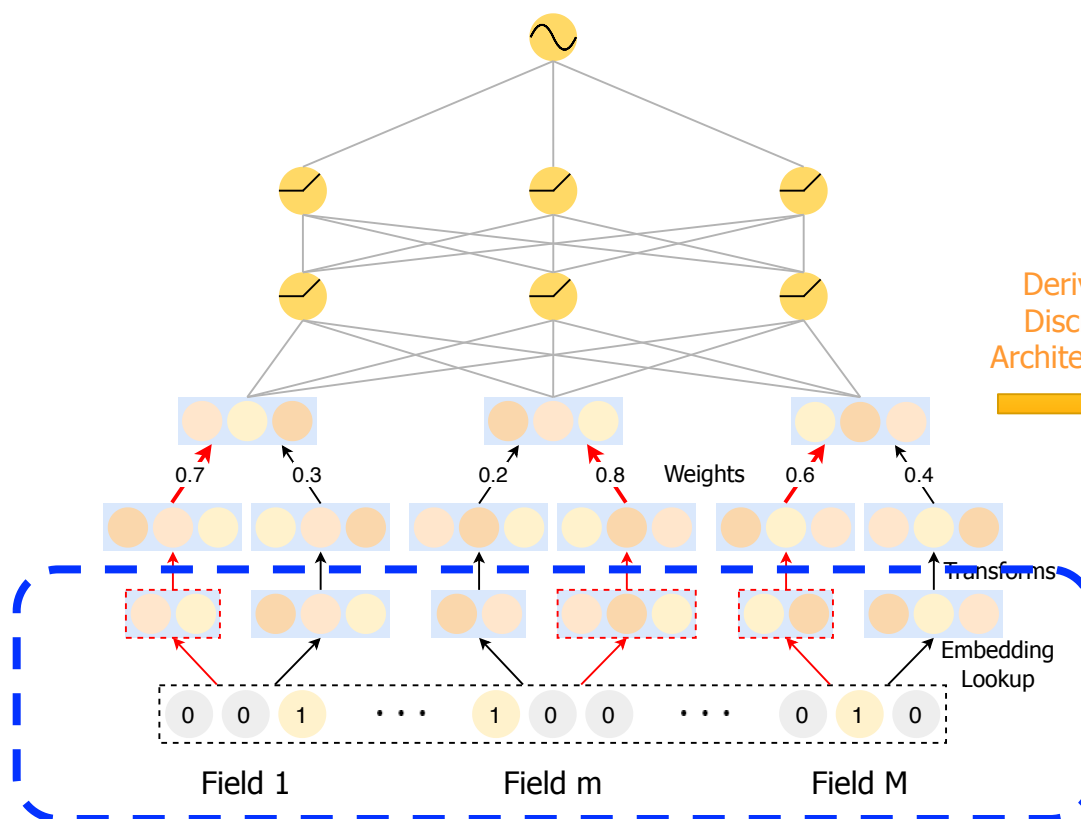 Disc
0.7
0.3
0.2
0.8
Weights
0.6
0.4
Transforms
Embedding
Lookup
0 0 1 · · · 1 0 0 · · · 0 1 0
Field 1 Field m Field M